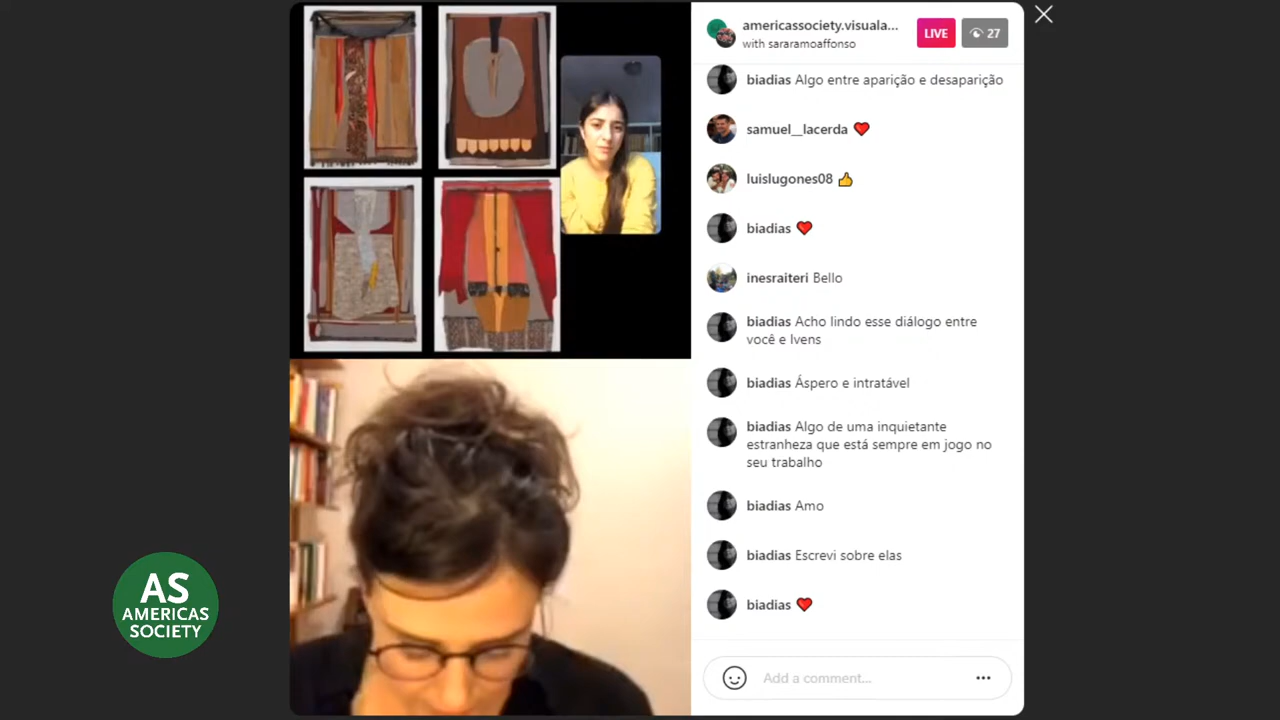 americassociety.visuala...
with sararamoaffonso
LIVE
27
biadias Algo entre aparição e desaparição
samuel__lacerda
luislugones08
biadias
inesraiteri Bello
biadias Acho lindo esse diálogo entre
você e Ivens
biadias Áspero e intratável
biadias Algo de uma inquietante
estranheza que está sempre em jogo no
seu trabalho
biadias Amo
biadias Escrevi sobre elas
biadias
Add a comment...
AS
AMERICAS
SOCIETY